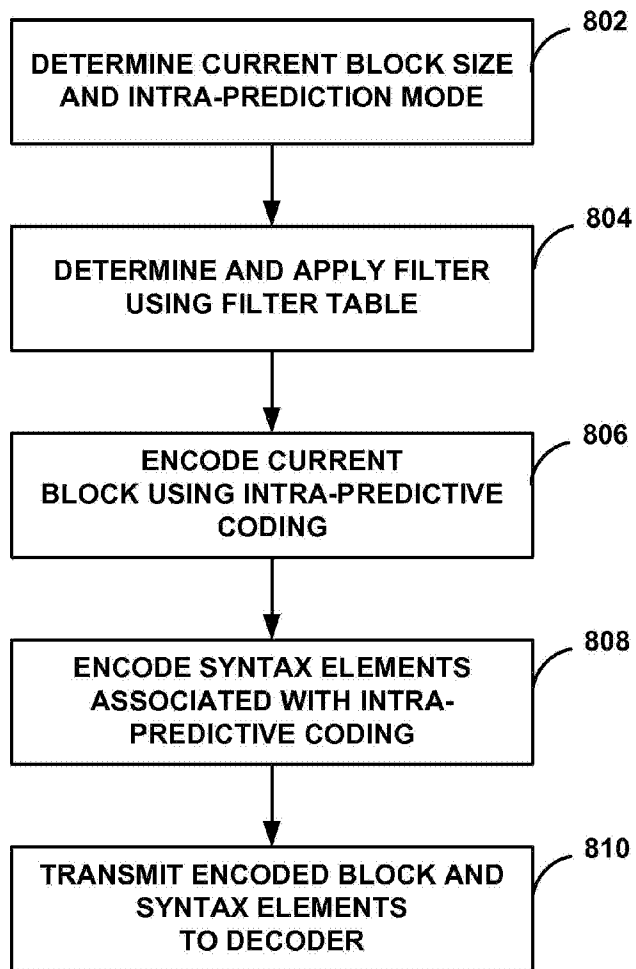 802
DETERMINE CURRENT BLOCK SIZE
AND INTRA-PREDICTION MODE
804
DETERMINE AND APPLY FILTER
USING FILTER TABLE
806
ENCODE CURRENT
BLOCK USING INTRA-PREDICTIVE
CODING
808
ENCODE SYNTAX ELEMENTS
ASSOCIATED WITH INTRA-
PREDICTIVE CODING
810
TRANSMIT ENCODED BLOCK AND
SYNTAX ELEMENTS
TO DECODER